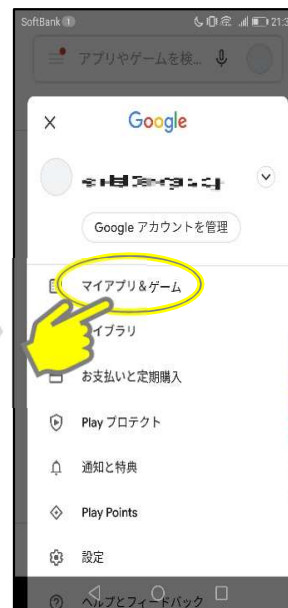 SoftBank 1 21:3
アプリやゲームを検...
Google
Google アカウントを管理
マイアプリ&ゲーム
イブラリ
お支払いと定期購入
Play プロテクト
通知と特典
Play Points
設定
ヘルプとフィードバック